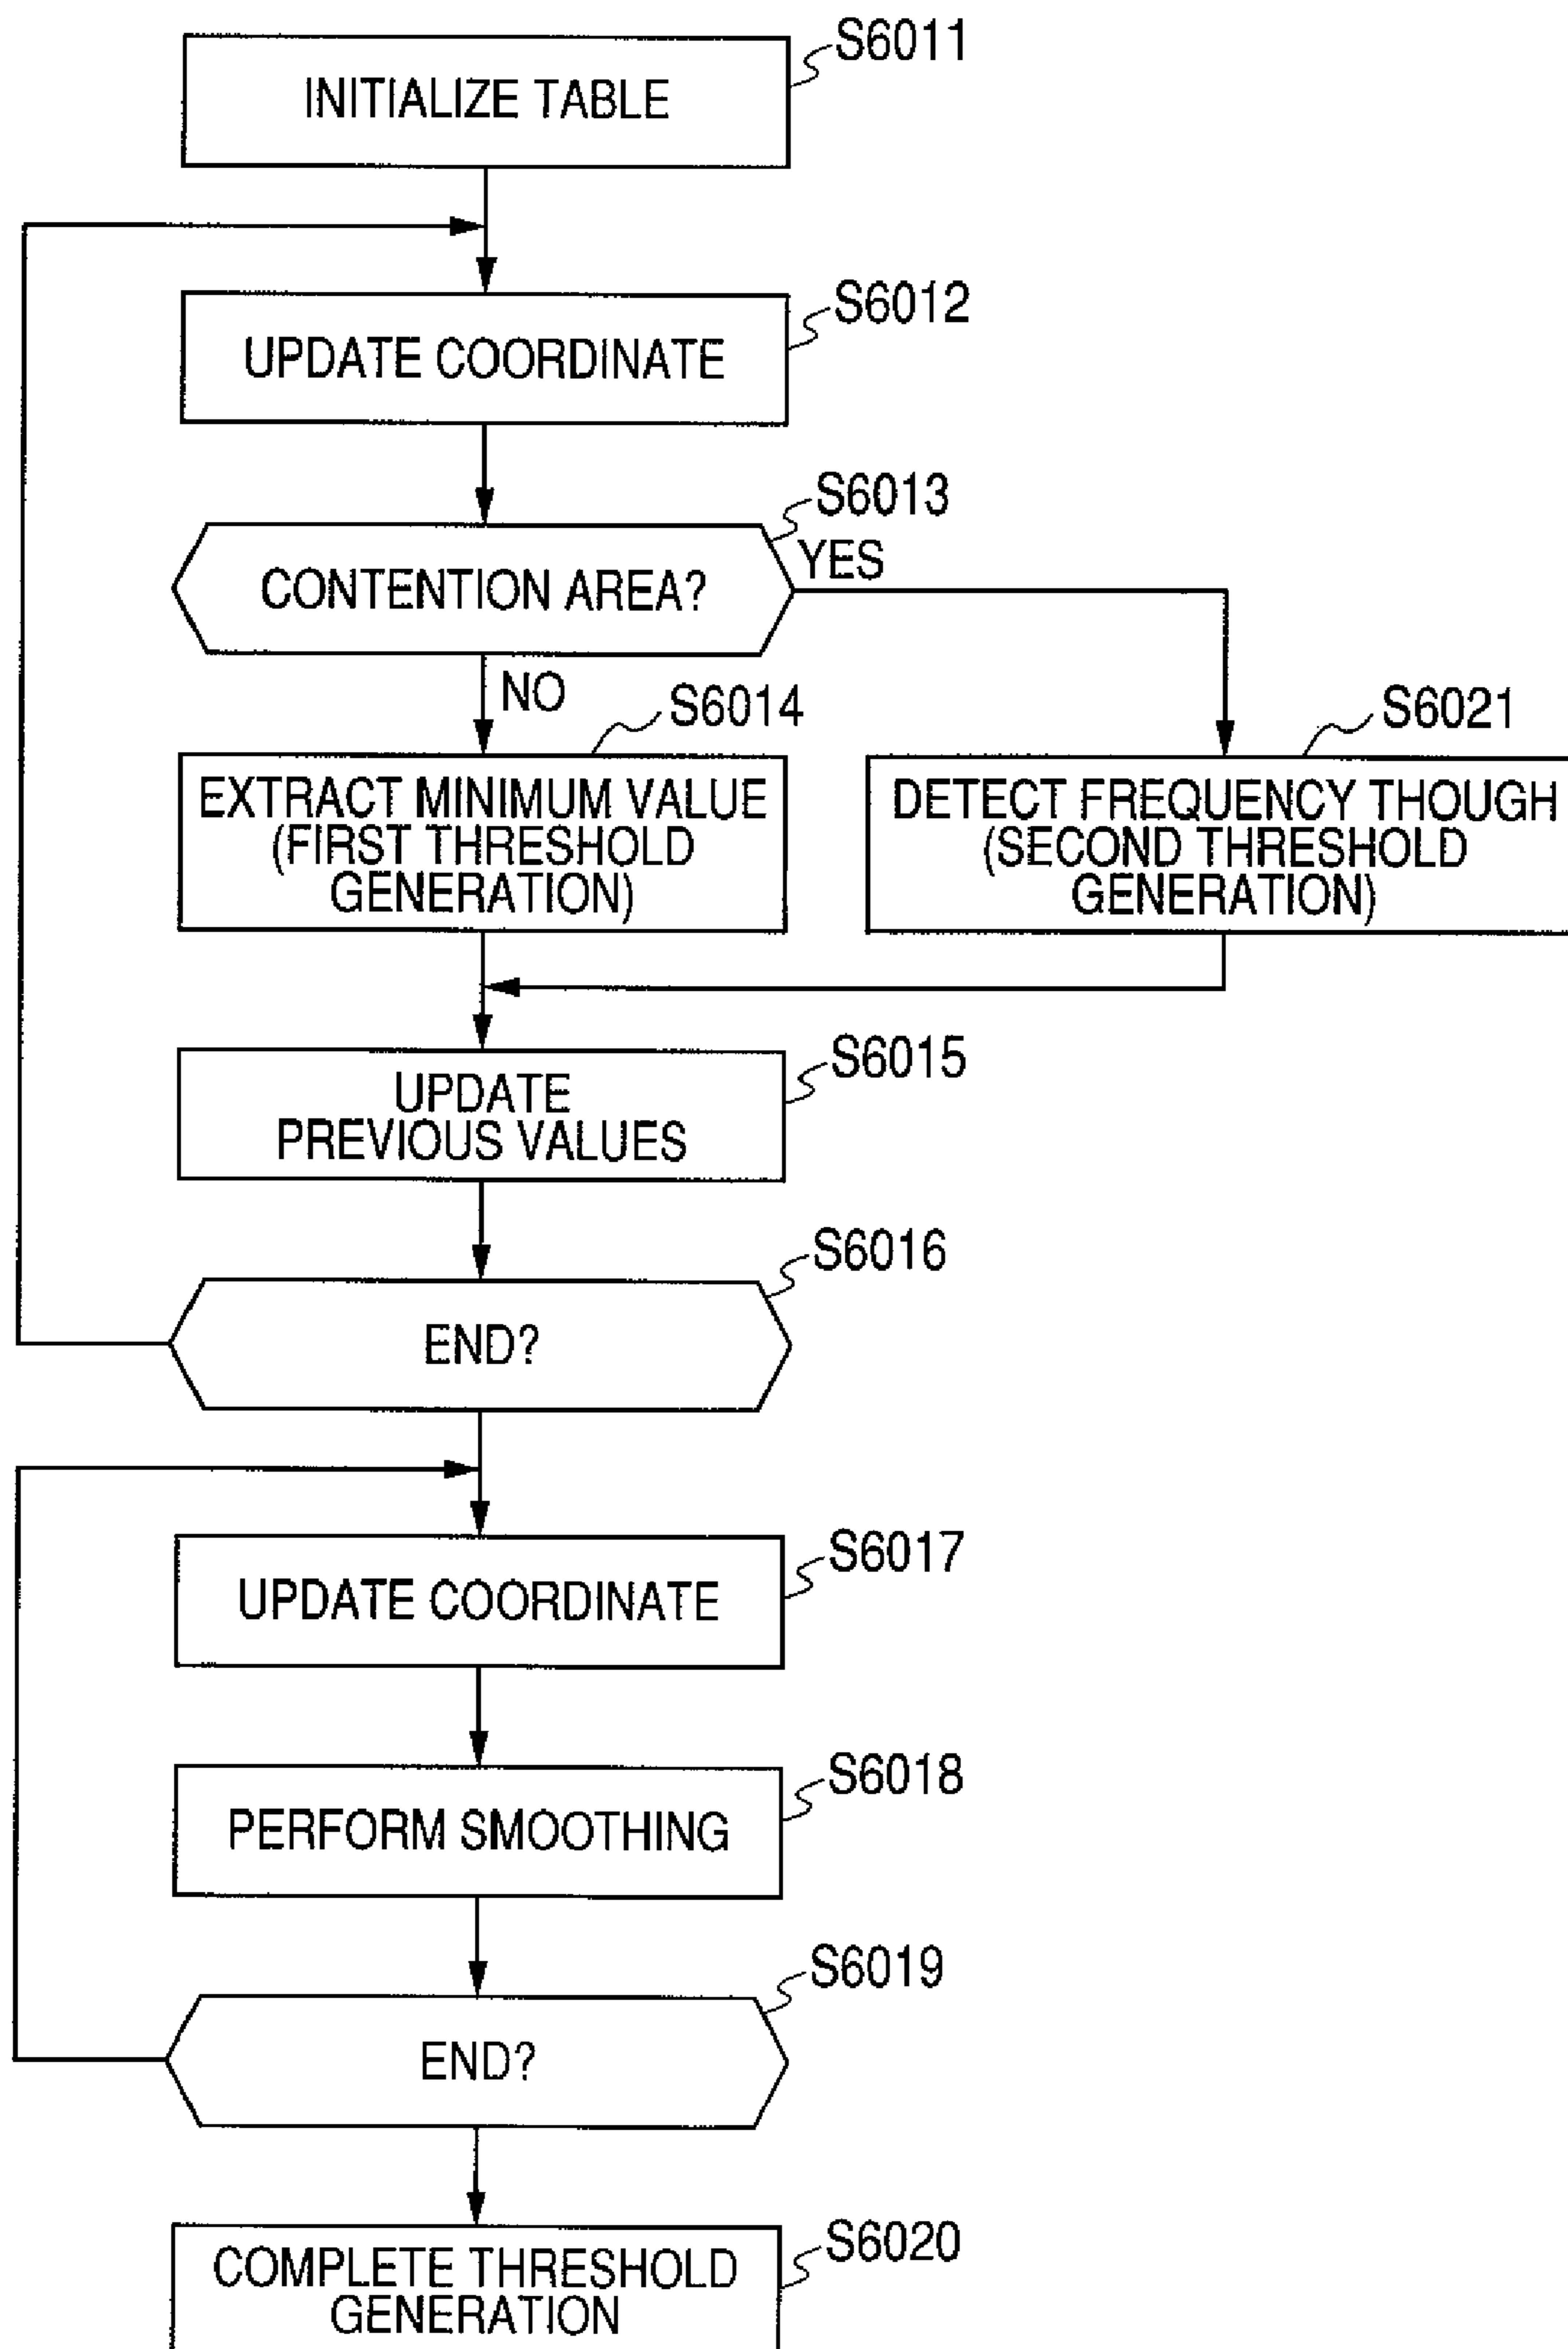 S6011
INITIALIZE TABLE
S6012
UPDATE COORDINATE
S6013
CONTENTION AREA?
YES
NO
S6014
EXTRACT MINIMUM VALUE
(FIRST THRESHOLD
GENERATION)
S6021
DETECT FREQUENCY THOUGH
(SECOND THRESHOLD
GENERATION)
S6015
UPDATE
PREVIOUS VALUES
S6016
END?
S6017
UPDATE COORDINATE
S6018
PERFORM SMOOTHING
S6019
END?
S6020
COMPLETE THRESHOLD
GENERATION